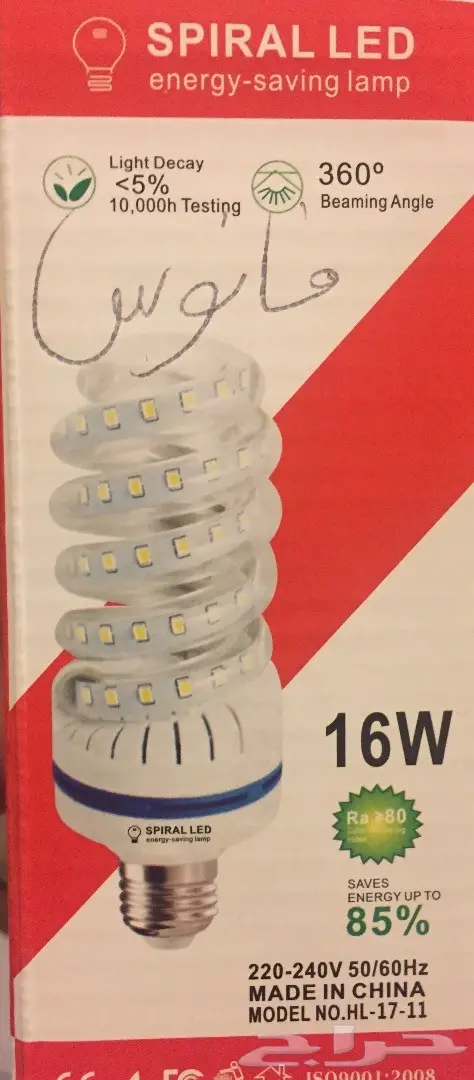 SPIRAL LED
energy-saving lamp
Light Decay
<5%
10,000h Testing
360º
Beaming Angle
فانوس
SPIRAL LED
energy-saving lamp
16W
Ra >80
SAVES
ENERGY UP TO
85%
220-240V 50/60Hz
MADE IN CHINA
MODEL NO.HL-17-11
حراج
ISO9001:2008